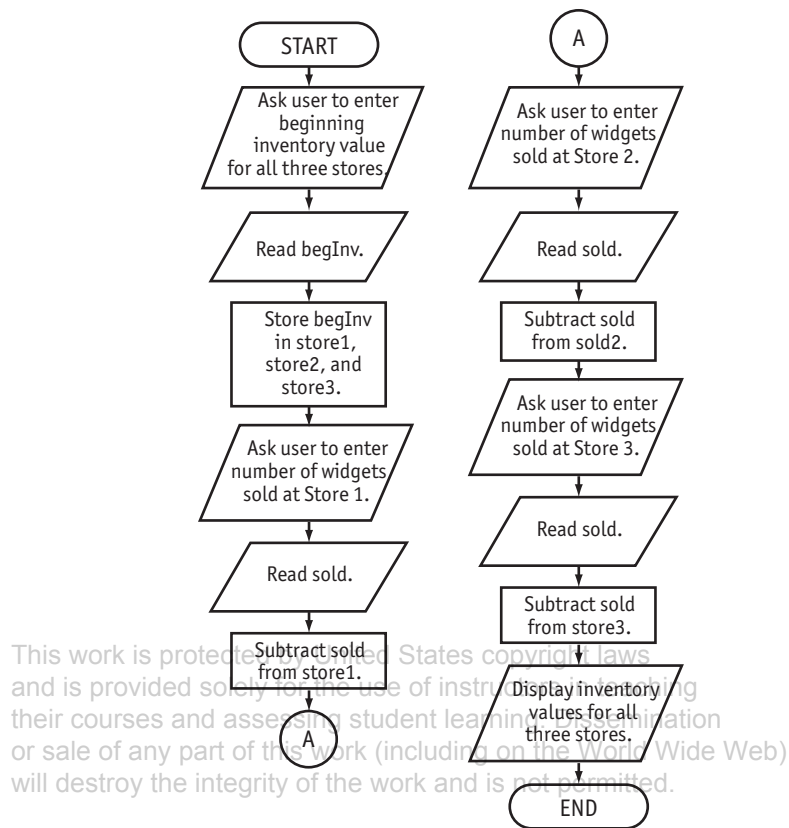 START
Ask user to enter
beginning
inventory value
for all three stores.
Read begInv.
Store begInv
in store1,
store2, and
store3.
Ask user to enter
number of widgets
sold at Store 1.
Read sold.
Subtract sold
from store1.
A
A
Ask user to enter
number of widgets
sold at Store 2.
Read sold.
Subtract sold
from sold2.
Ask user to enter
number of widgets
sold at Store 3.
Read sold.
Subtract sold
from store3.
Display inventory
values for all
three stores.
END
This work is protected by United States copyright laws
and is provided solely for the use of instructors in teaching
their courses and assessing student learning. Dissemination
or sale of any part of this work (including on the World Wide Web)
will destroy the integrity of the work and is not permitted.